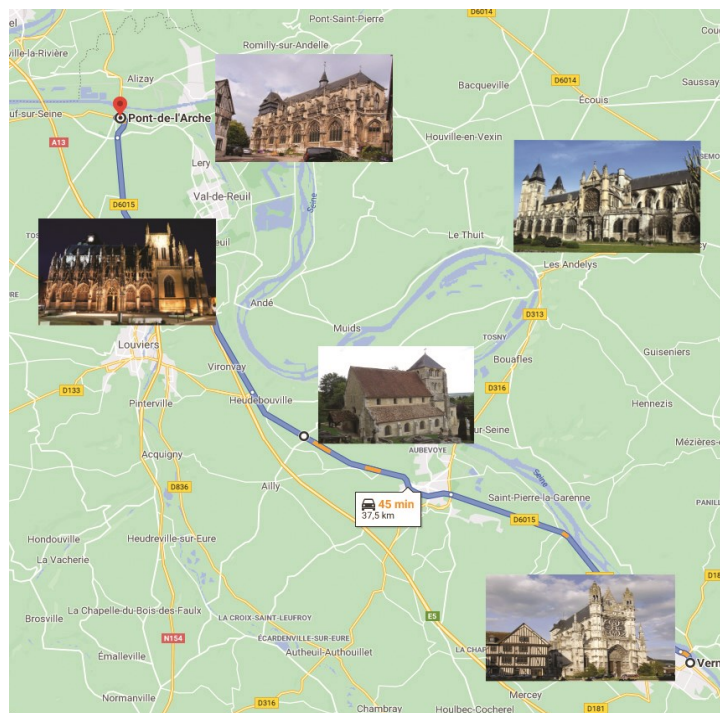 Pont-Saint-Pierre
D6014
Romilly-sur-Andelle
Alizay
Bacqueville
D6014
Saussay
Écouis
Pont-de-l'Arche
A13
Houville-en-Vexin
Lery
Val-de-Reuil
D6015
Seine
Le Thuit
Les Andelys
Andé
D313
Muids
TOSNY
Louviers
Bouafles
Guiseniers
Vironvay
D316
D133
Heudebouville
Pinterville
Hennezis
AUBEVOYE
Acquigny
Seine
Ailly
D836
45 min
37,5 km
Saint-Pierre-la-Garenne
D6015
Hondouville
Heudreville-sur-Eure
La Vacherie
La Chapelle-du-Bois-des-Faulx
Brosville
LA CROIX-SAINT-LEUFROY
E5
N154
ÉCARDENVILLE-SUR-EURE
Émalleville
Autheuil-Authouillet
Vern
Normanville
Mercey
D316
Chambray
Houlbec-Cocherel
D181